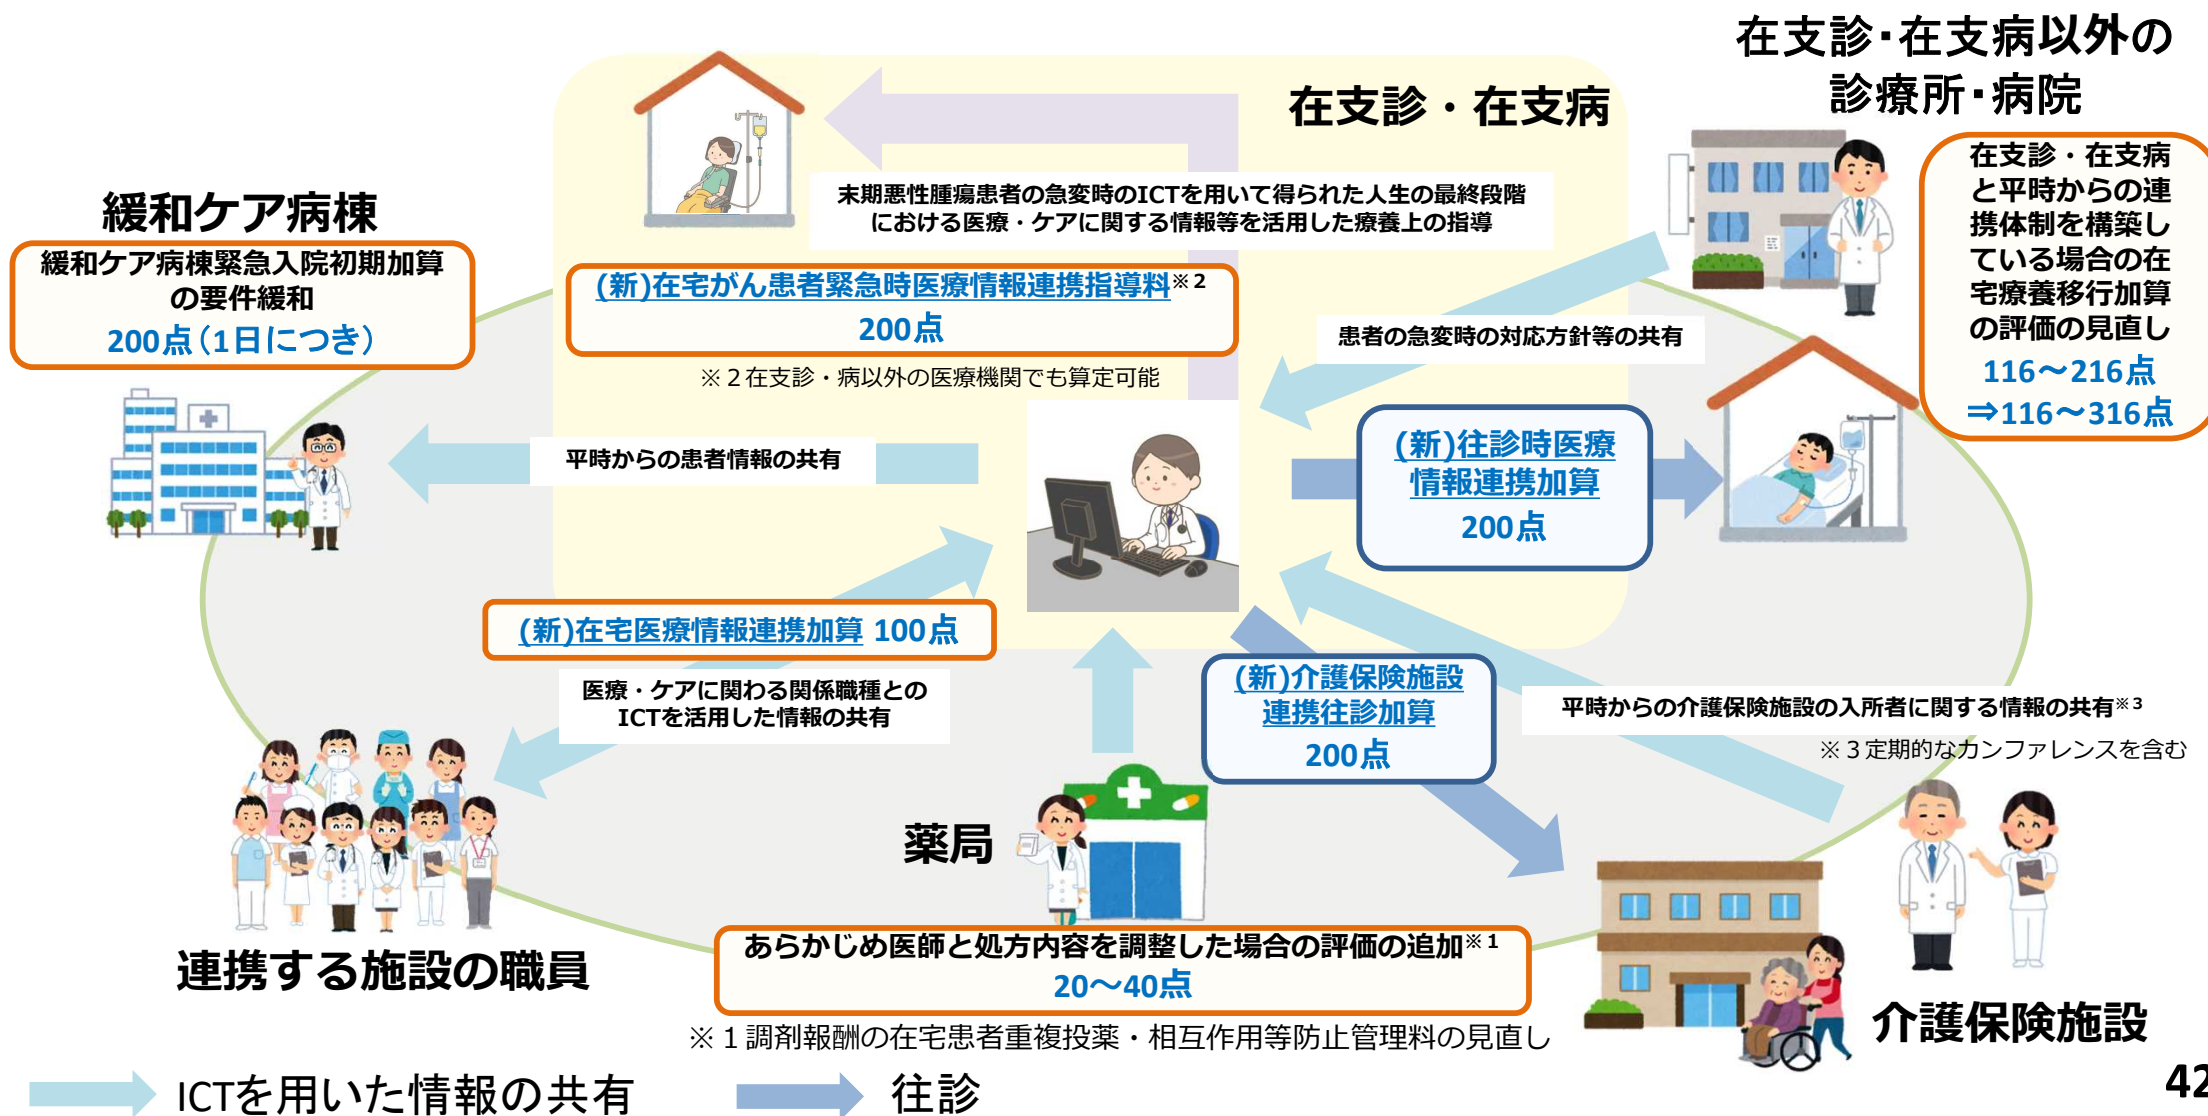 在支診・在支病以外の
診療所・病院
在支診・在支病
在支診・在支病
と平時からの連
携体制を構築し
ている場合の在
宅療養移行加算
の評価の見直し
116～216点
⇒116～316点
末期悪性腫瘍患者の急変時のICTを用いて得られた人生の最終段階
における医療・ケアに関する情報等を活用した療養上の指導
緩和ケア病棟
緩和ケア病棟緊急入院初期加算
の要件緩和
200点（1日につき）
(新)在宅がん患者緊急時医療情報連携指導料※2
200点
※２在支診・病以外の医療機関でも算定可能
患者の急変時の対応方針等の共有
平時からの患者情報の共有
(新)往診時医療
情報連携加算
200点
(新)在宅医療情報連携加算 100点
医療・ケアに関わる関係職種との
ICTを活用した情報の共有
(新)介護保険施設
連携往診加算
200点
平時からの介護保険施設の入所者に関する情報の共有※3
※３定期的なカンファレンスを含む
薬局
連携する施設の職員
あらかじめ医師と処方内容を調整した場合の評価の追加※1
20～40点
※１調剤報酬の在宅患者重複投薬・相互作用等防止管理料の見直し
介護保険施設
ICTを用いた情報の共有
往診
42